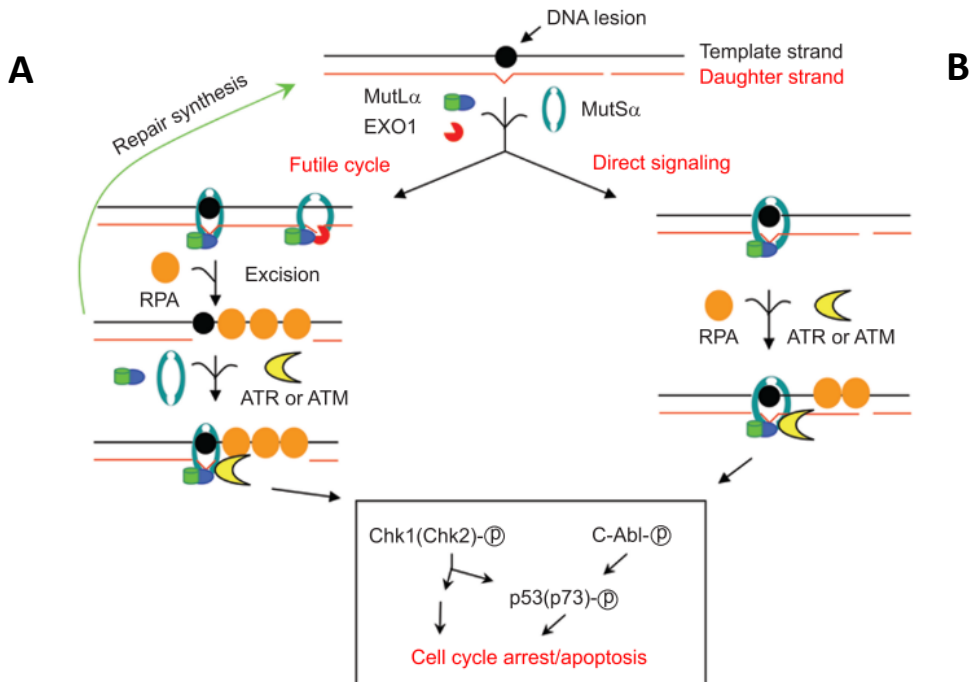 DNA lesion
A
B
Template strand
Daughter strand
Repair synthesis
MutLα
MutSα
EXO1
Futile cycle
Direct signaling
Excision
RPA
RPA
ATR or ATM
ATR or ATM
Chk1(Chk2)-ⓟ
C-Abl-ⓟ
p53(p73)-ⓟ
Cell cycle arrest/apoptosis